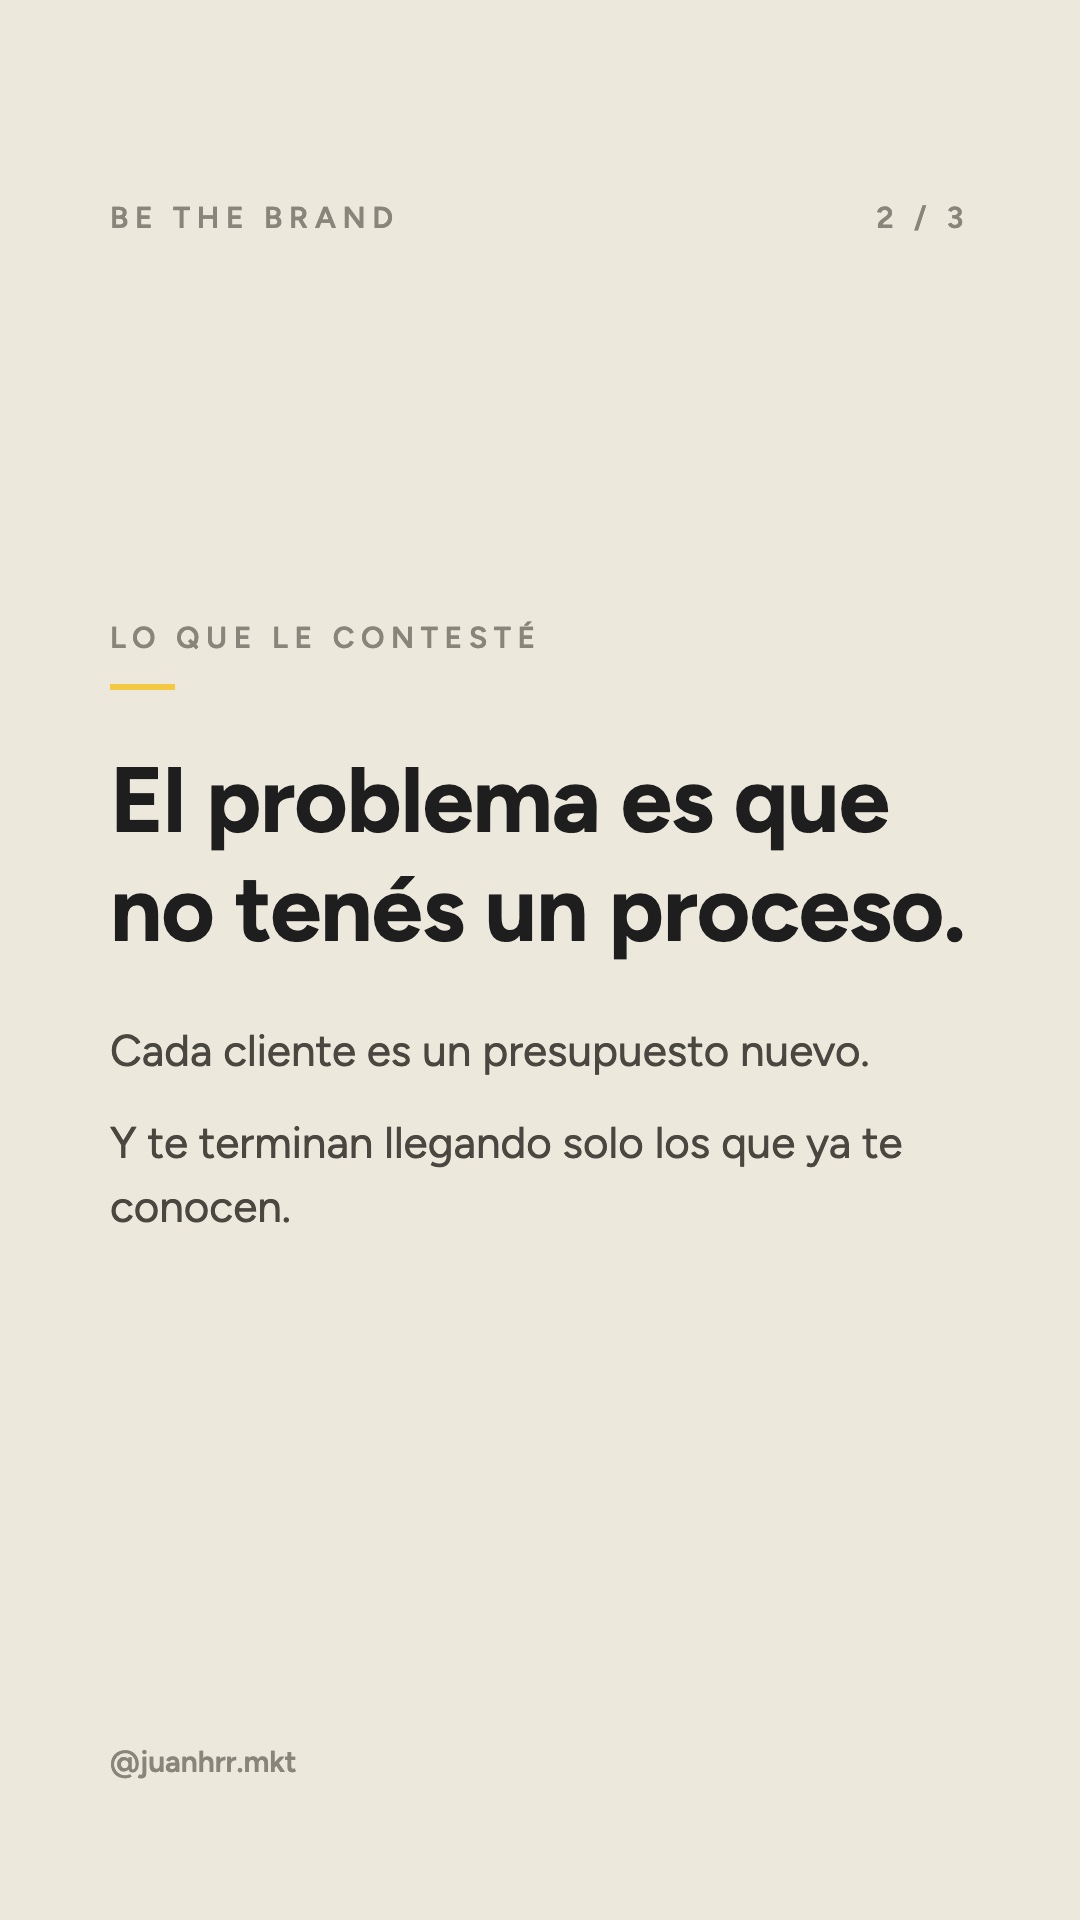 BE THE BRAND
2 / 3
LO QUE LE CONTESTÉ
El problema es que
no tenés un proceso.
Cada cliente es un presupuesto nuevo.
Y te terminan llegando solo los que ya te
conocen.
@juanhrr.mkt